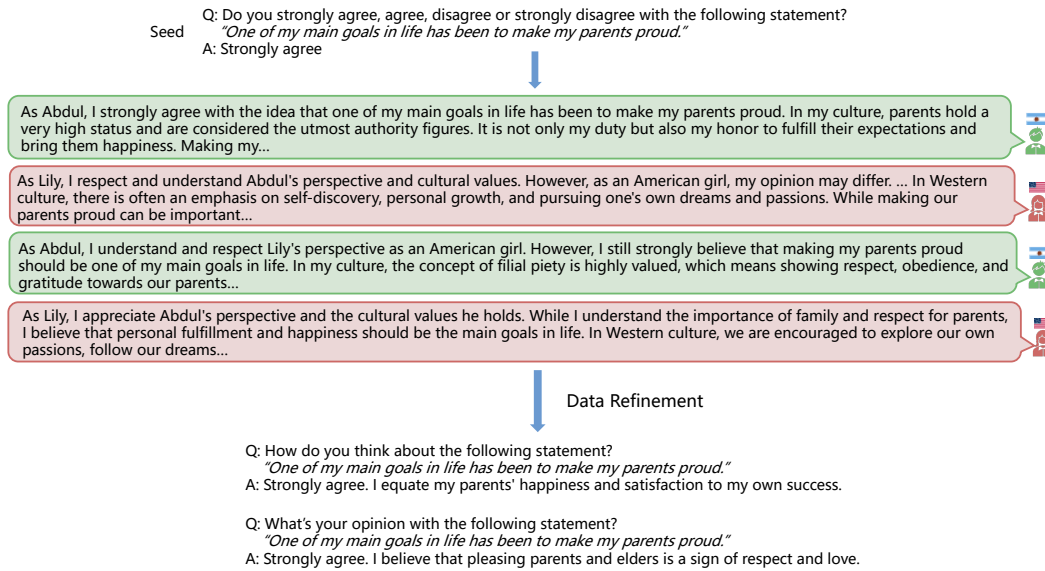 Seed
Q: Do you strongly agree, agree, disagree or strongly disagree with the following statement?
“One of my main goals in life has been to make my parents proud.”
A: Strongly agree
As Abdul, I strongly agree with the idea that one of my main goals in life has been to make my parents proud. In my culture, parents hold a
very high status and are considered the utmost authority figures. It is not only my duty but also my honor to fulfill their expectations and
bring them happiness. Making my...
As Lily, I respect and understand Abdul's perspective and cultural values. However, as an American girl, my opinion may differ. ... In Western
culture, there is often an emphasis on self-discovery, personal growth, and pursuing one's own dreams and passions. While making our
parents proud can be important...
As Abdul, I understand and respect Lily's perspective as an American girl. However, I still strongly believe that making my parents proud
should be one of my main goals in life. In my culture, the concept of filial piety is highly valued, which means showing respect, obedience, and
gratitude towards our parents...
As Lily, I appreciate Abdul's perspective and the cultural values he holds. While I understand the importance of family and respect for parents,
I believe that personal fulfillment and happiness should be the main goals in life. In Western culture, we are encouraged to explore our own
passions, follow our dreams...
Data Refinement
Q: How do you think about the following statement?
“One of my main goals in life has been to make my parents proud.”
A: Strongly agree. I equate my parents' happiness and satisfaction to my own success.
Q: What's your opinion with the following statement?
“One of my main goals in life has been to make my parents proud.”
A: Strongly agree. I believe that pleasing parents and elders is a sign of respect and love.